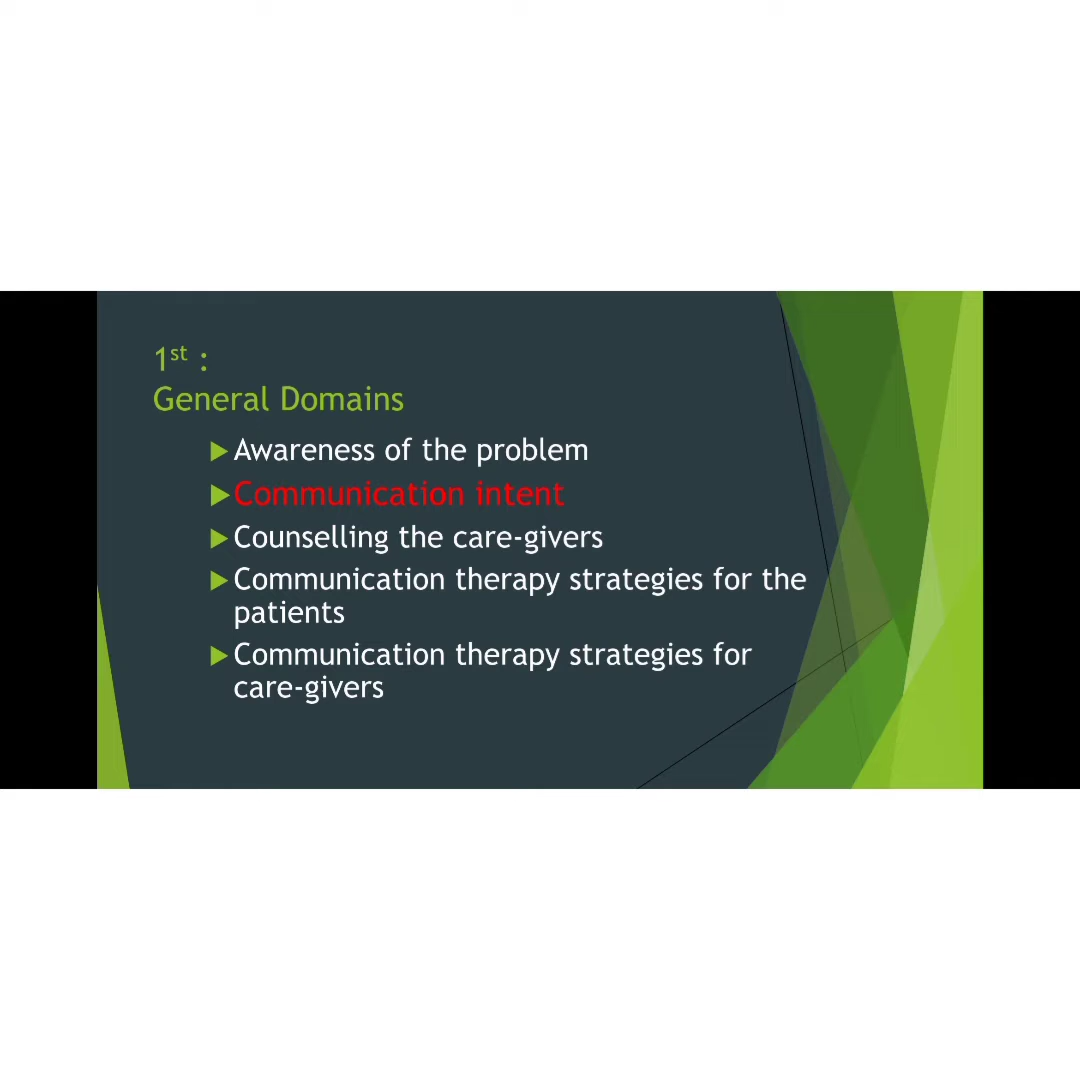 1st :
General Domains
Awareness of the problem
Communication intent
Counselling the care-givers
Communication therapy strategies for the
patients
Communication therapy strategies for
care-givers